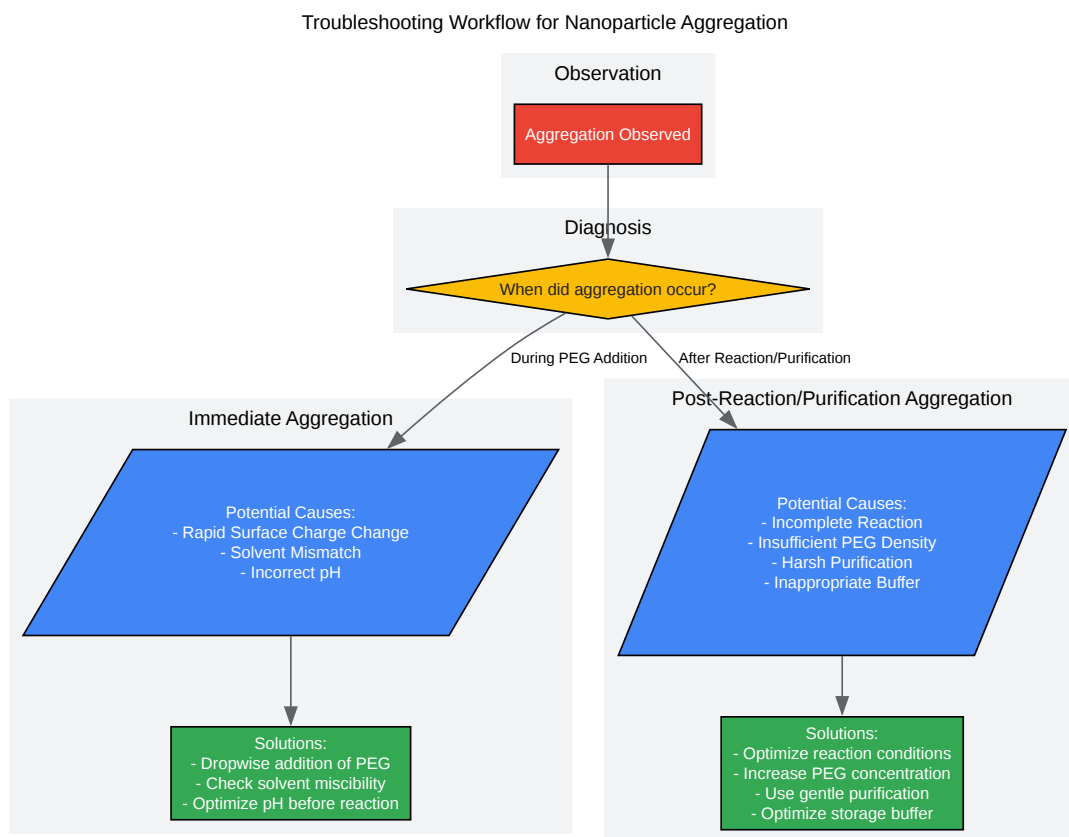 Troubleshooting Workflow for Nanoparticle Aggregation
Observation
Aggregation Observed
Diagnosis
When did aggregation occur?
During PEG Addition
After Reaction/Purification
Immediate Aggregation
Potential Causes:
- Rapid Surface Charge Change
- Solvent Mismatch
- Incorrect pH
Solutions:
- Dropwise addition of PEG
- Check solvent miscibility
- Optimize pH before reaction
Post-Reaction/Purification Aggregation
Potential Causes:
- Incomplete Reaction
- Insufficient PEG Density
- Harsh Purification
- Inappropriate Buffer
Solutions:
- Optimize reaction conditions
- Increase PEG concentration
- Use gentle purification
- Optimize storage buffer